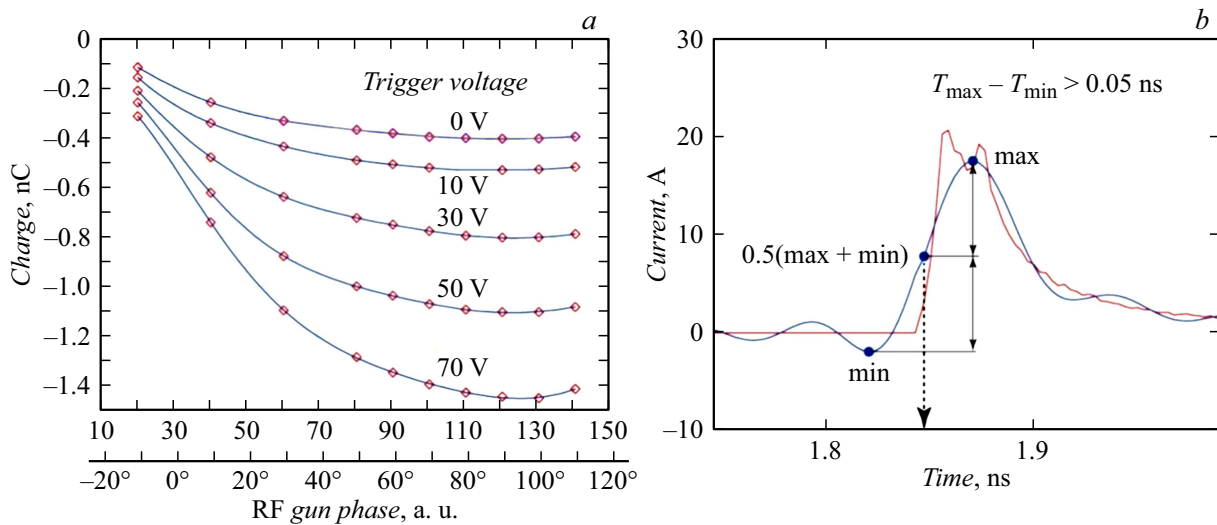 a
0
–0.2
–0.4
–0.6
–0.8
–1.0
–1.2
–1.4
Charge, nC
Trigger voltage
0 V
10 V
30 V
50 V
70 V
10 30 50 70 90 110 130 150
–20° 0° 20° 40° 60° 80° 100° 120°
RF gun phase, a. u.
b
30
20
10
0
–10
Current, A
Tmax – Tmin > 0.05 ns
max
0.5(max + min)
min
1.8 1.9
Time, ns